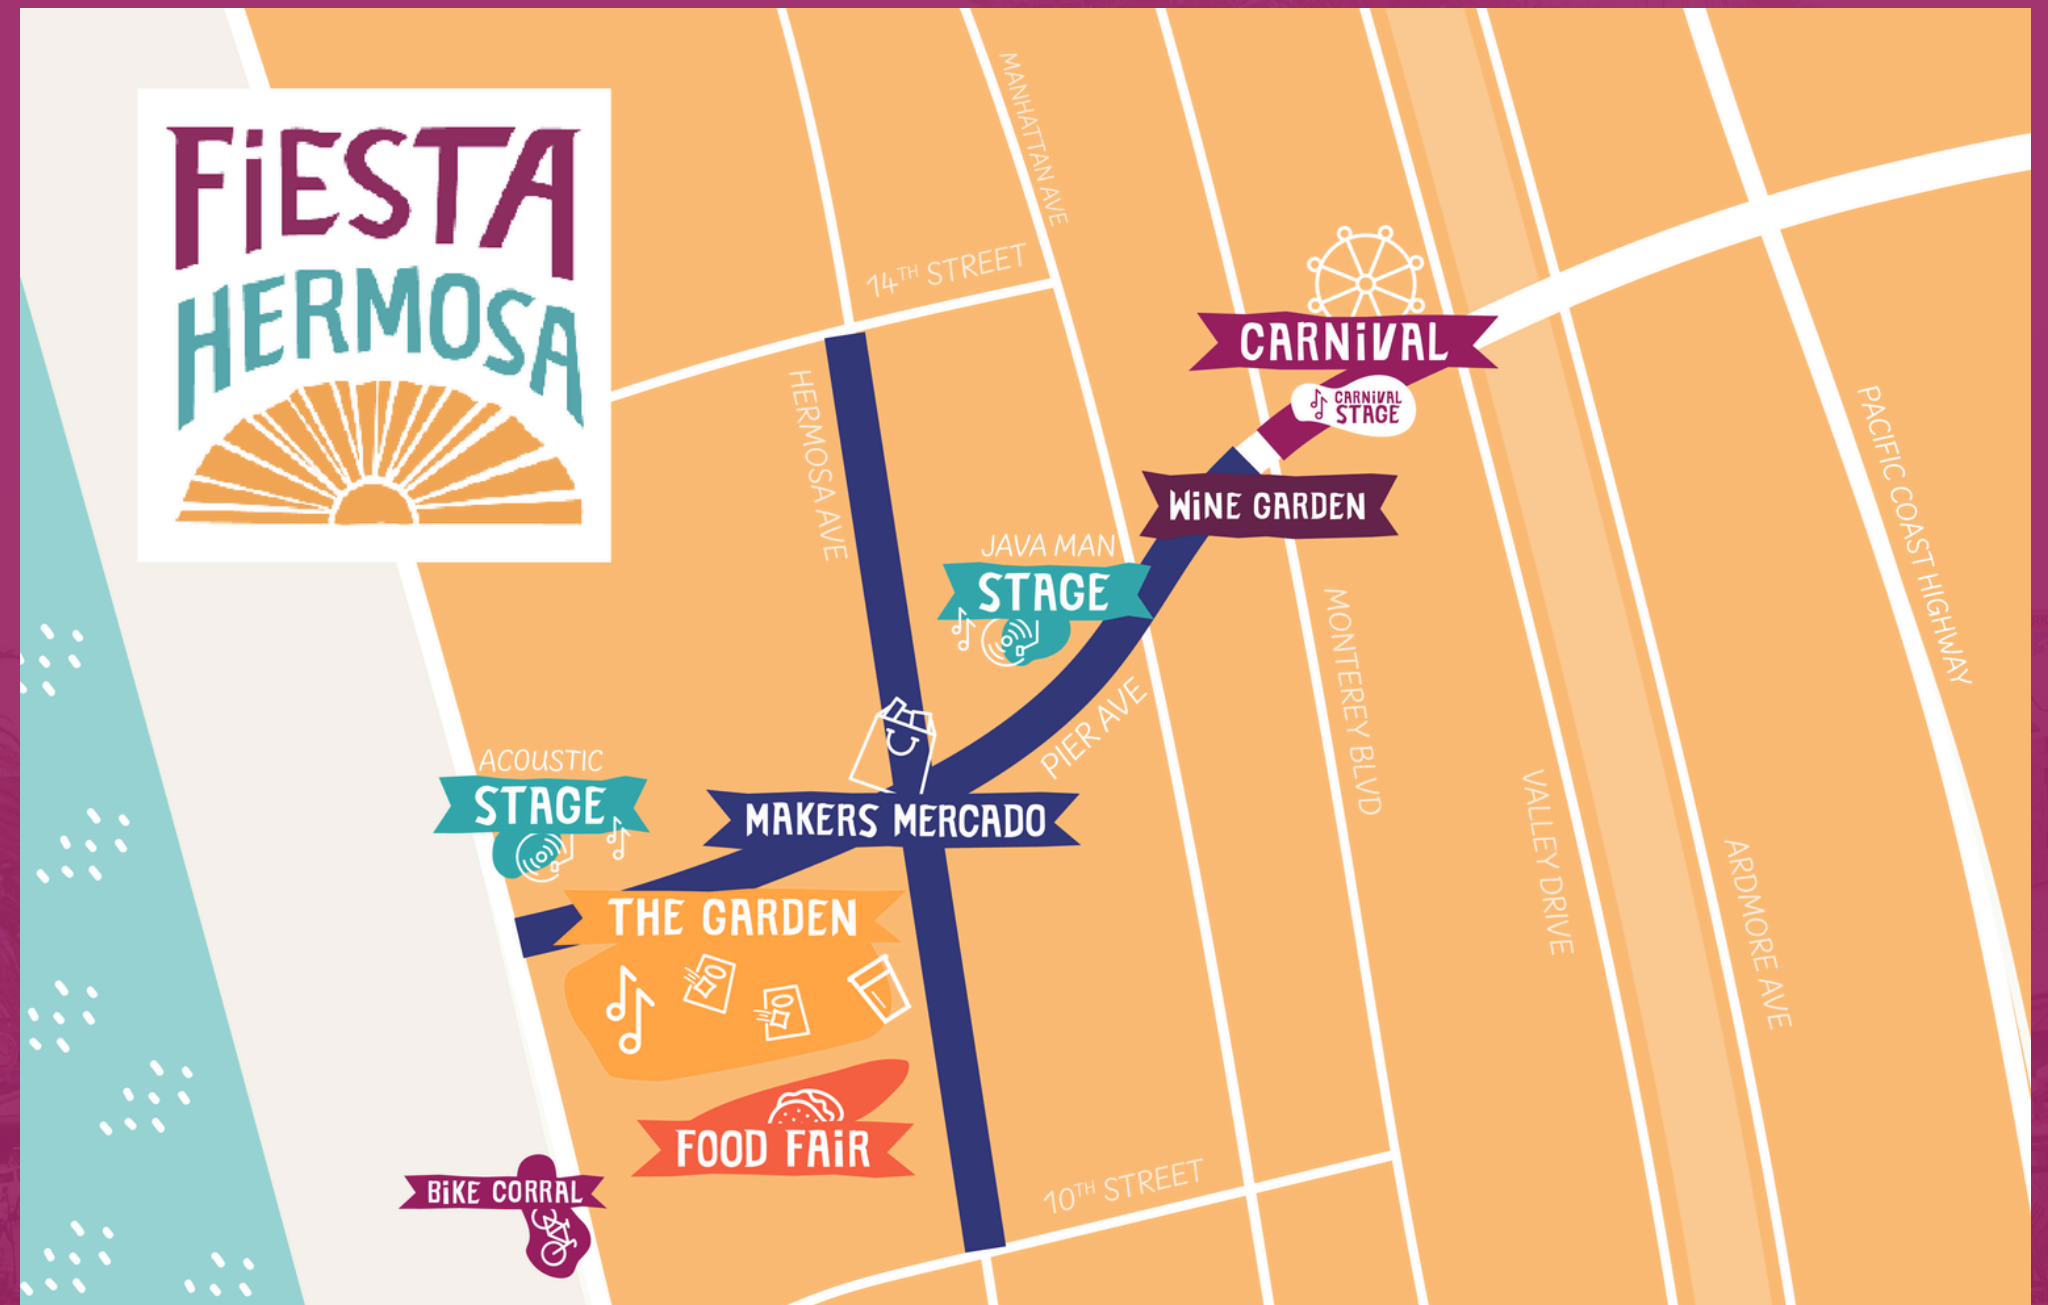 FiESTA
HERMOSA
MANHATTAN AVE
14TH STREET
CARNiVAL
CARNiVAL
STAGE
HERMOSA AVE
WiNE GARDEN
PACIFIC COAST HIGHWAY
JAVA MAN
STAGE
MONTEREY BLVD
PIER AVE
ACOUSTIC
STAGE
MAKERS MERCADO
VALLEY DRIVE
ARDMORE AVE
THE GARDEN
FOOD FAiR
BiKE CORRAL
10TH STREET